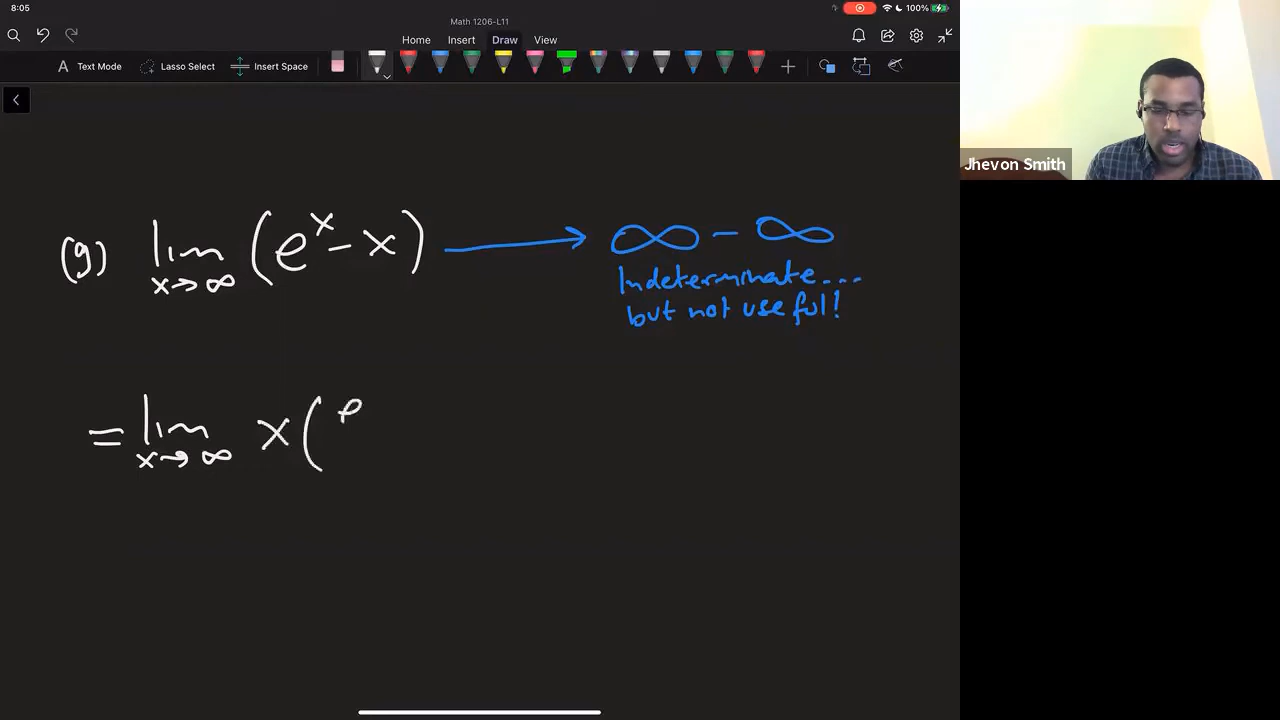 8:05
100%
Math 1206-L11
Home Insert Draw View
Text Mode Lasso Select Insert Space
Jhevon Smith
(g) lim (e^x - x) → ∞ - ∞
x→∞
Indeterminate....
but not useful!
= lim x( e
x→∞